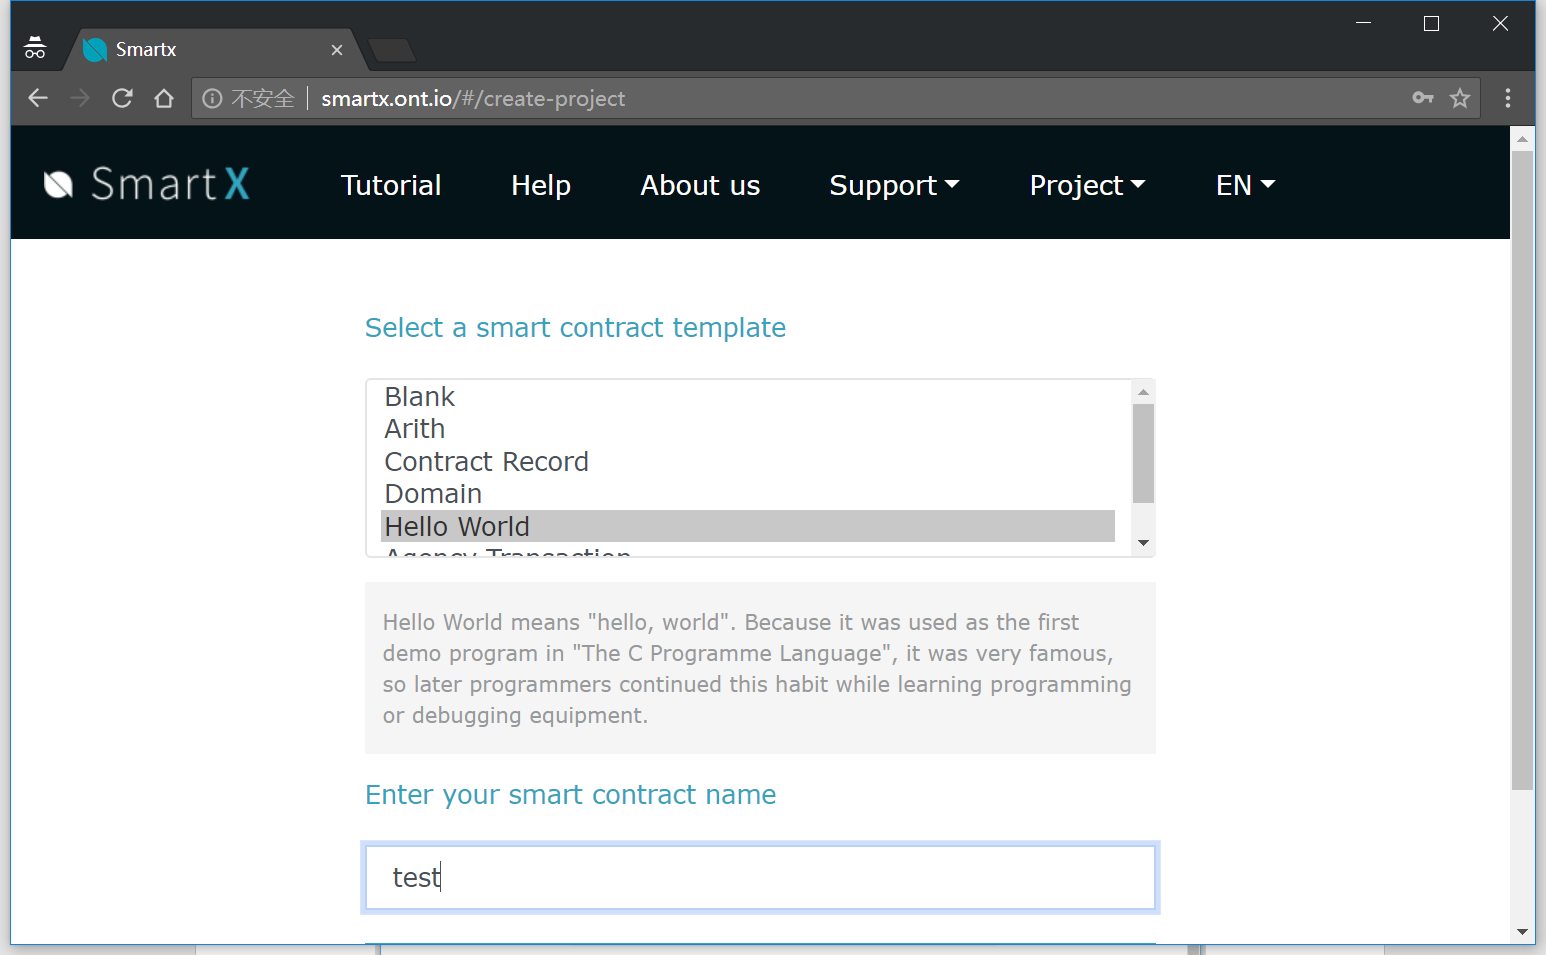 Smartx
不安全 smartx.ont.io/#/create-project
SmartX Tutorial Help About us Support Project EN
Select a smart contract template
Blank
Arith
Contract Record
Domain
Hello World
Agency Transaction
Hello World means "hello, world". Because it was used as the first
demo program in "The C Programme Language", it was very famous,
so later programmers continued this habit while learning programming
or debugging equipment.
Enter your smart contract name
test